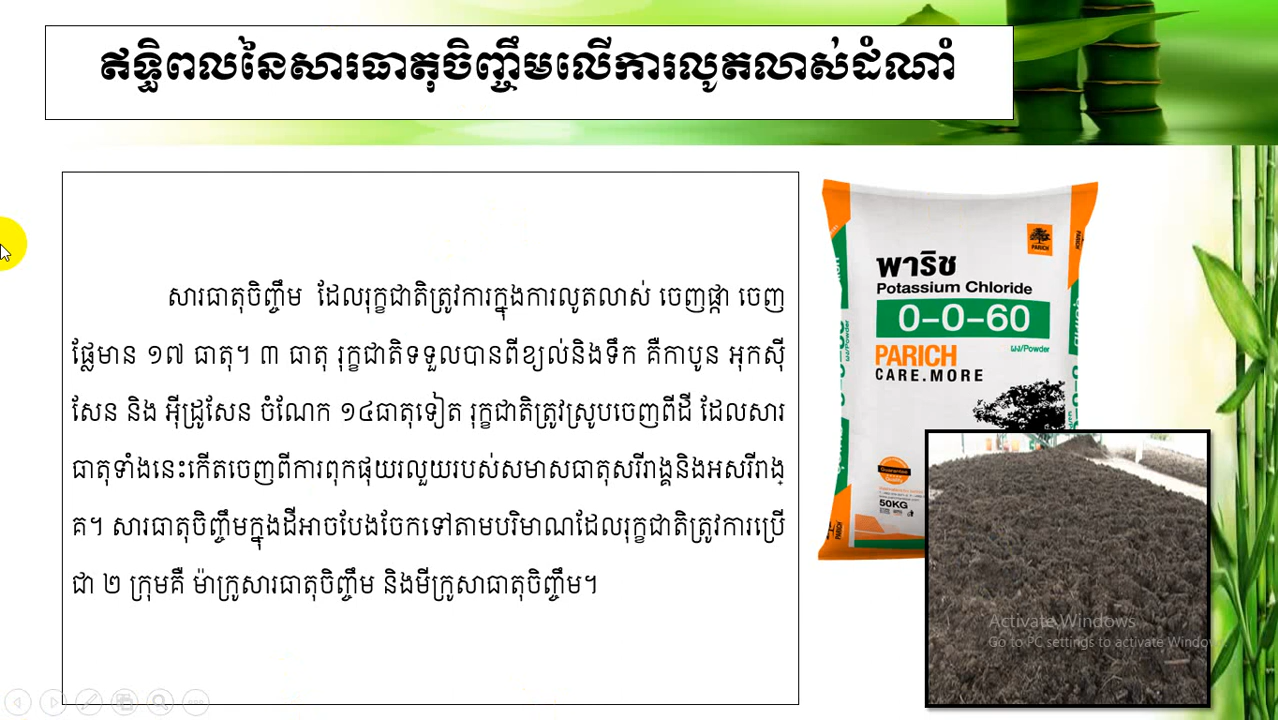 ឥទ្ធិពលនៃសារធាតុចិញ្ចឹមលើការលូតលាស់ដំណាំ
សារធាតុចិញ្ចឹម ដែលរុក្ខជាតិត្រូវការក្នុងការលូតលាស់ ចេញផ្កា ចេញ
ផ្លែមាន ១៧ ធាតុ។ ៣ ធាតុ រុក្ខជាតិទទួលបានពីខ្យល់និងទឹក គឺកាបូន អុកស៊ី
សែន និង អ៊ីដ្រូសែន ចំណែក ១៤ធាតុទៀត រុក្ខជាតិត្រូវស្រូបចេញពីដី ដែលសារ
ធាតុទាំងនេះកើតចេញពីការពុកផុយរលួយរបស់សមាសធាតុសរីរាង្គនិងអសរីរាង្
គ។ សារធាតុចិញ្ចឹមក្នុងដីអាចបែងចែកទៅតាមបរិមាណដែលរុក្ខជាតិត្រូវការប្រើ
ជា ២ ក្រុមគឺ ម៉ាក្រូសារធាតុចិញ្ចឹម និងមីក្រូសាធាតុចិញ្ចឹម។
PARICH
พาริช
Potassium Chloride
0-0-60
ผง/Powder
PARICH
CARE.MORE
Guarantee
50KG
Activate Windows
Go to PC settings to activate Window